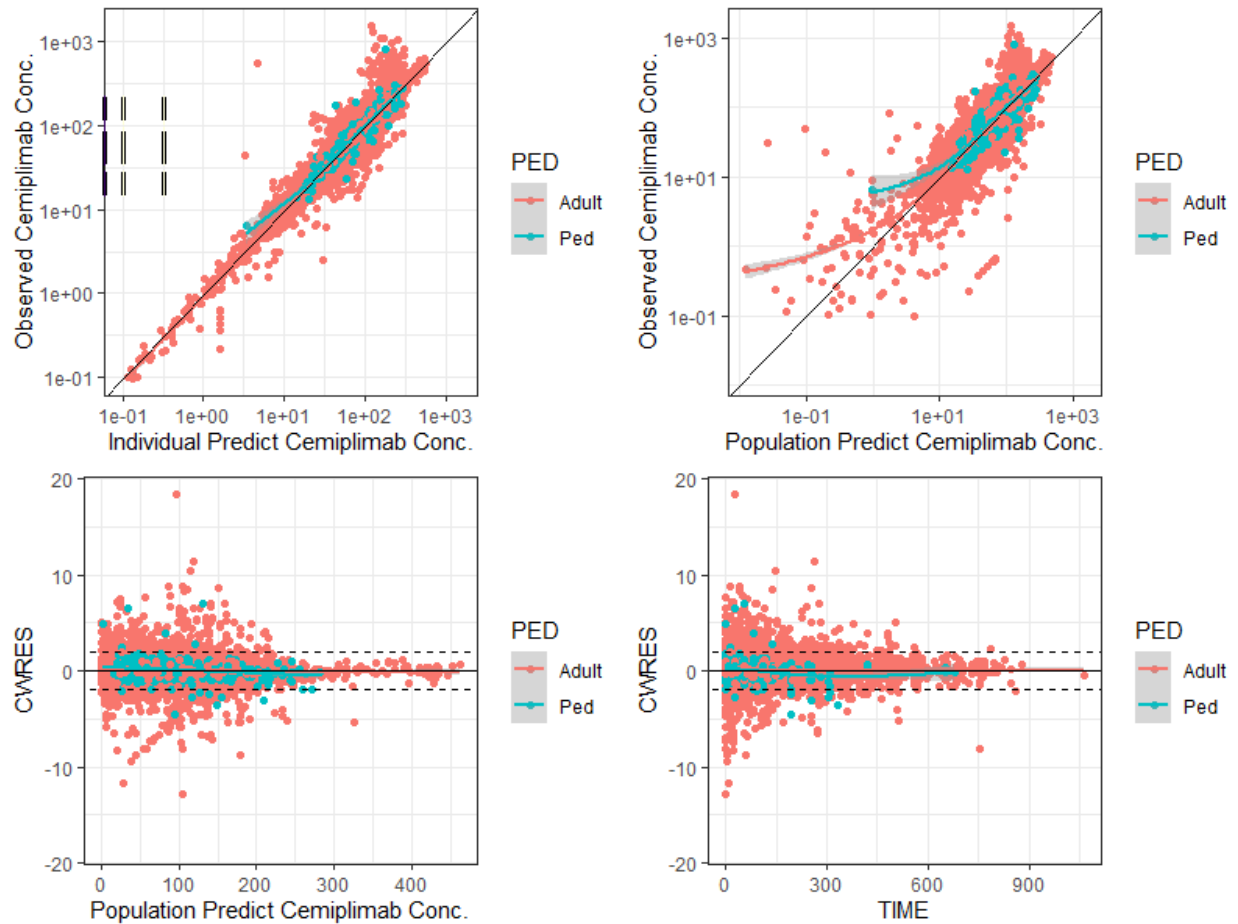 1e+03
1e+02
1e+01
1e+00
1e-01
Observed Cemiplimab Conc.
1e-01
1e+00
1e+01
1e+02
1e+03
Individual Predict Cemiplimab Conc.
PED
Adult
Ped
1e+03
1e+01
1e-01
Observed Cemiplimab Conc.
1e-01
1e+01
1e+03
Population Predict Cemiplimab Conc.
PED
Adult
Ped
20
10
0
-10
-20
CWRES
0
100
200
300
400
Population Predict Cemiplimab Conc.
PED
Adult
Ped
20
10
0
-10
-20
CWRES
0
300
600
900
TIME
PED
Adult
Ped